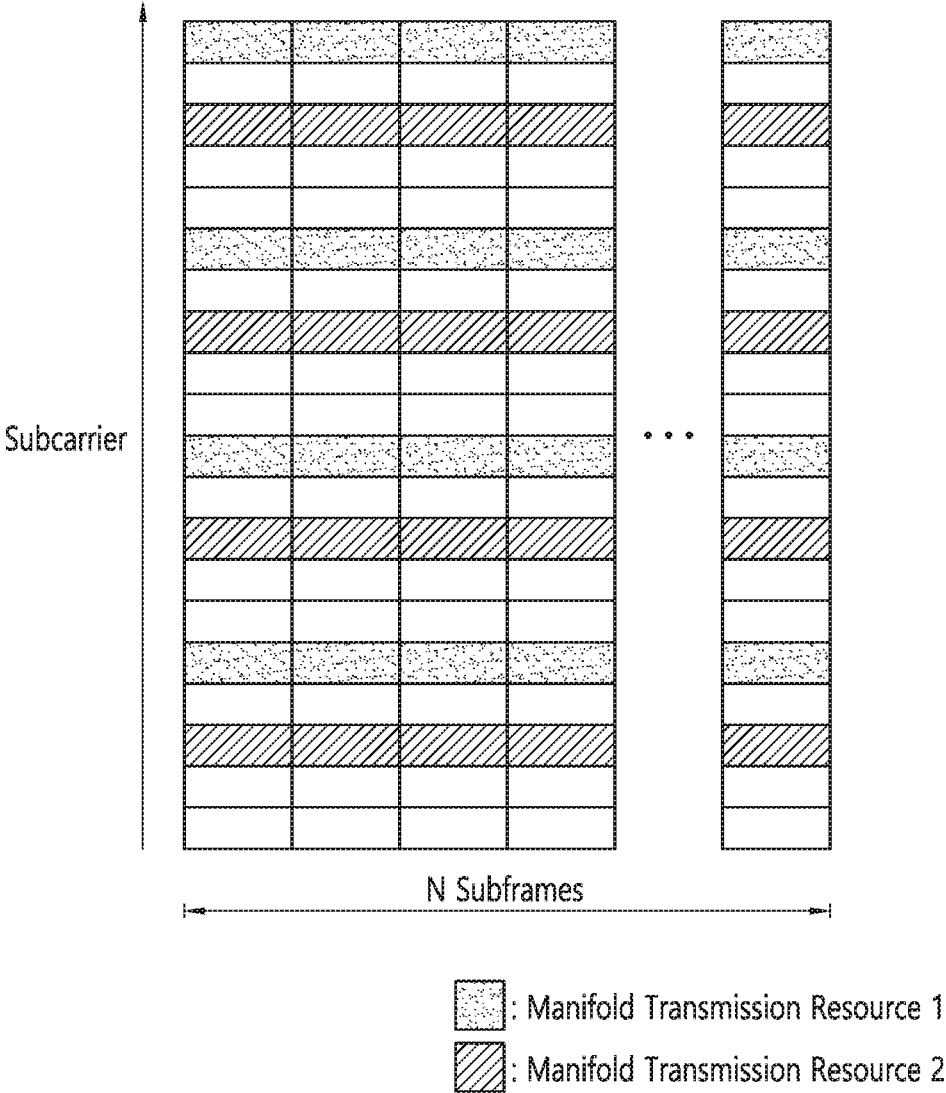 Subcarrier
N Subframes
: Manifold Transmission Resource 1
: Manifold Transmission Resource 2